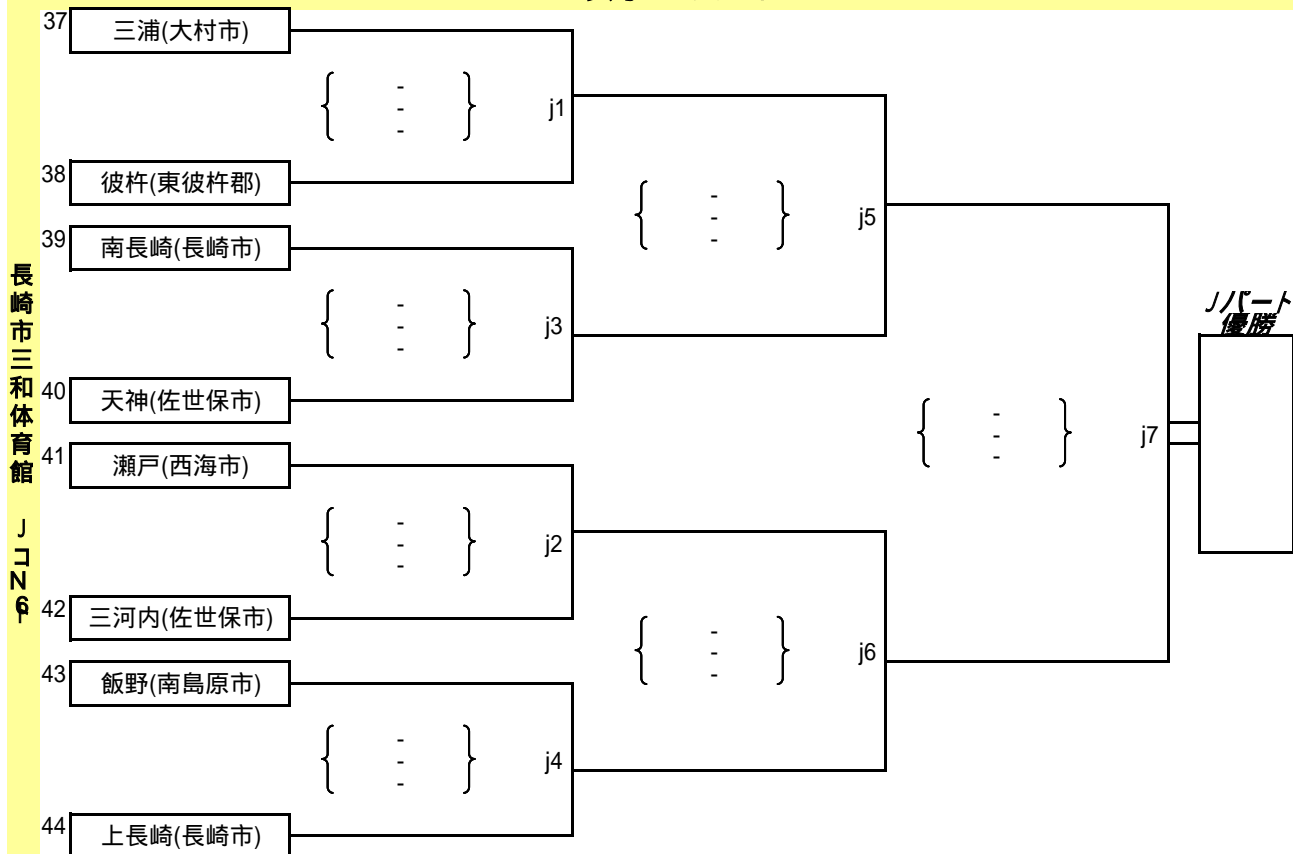 37
三浦(大村市)
{ - - - }
j1
38
彼杵(東彼杵郡)
{ - - - }
j5
39
南長崎(長崎市)
{ - - - }
j3
40
天神(佐世保市)
41
瀬戸(西海市)
{ - - - }
j2
42
三河内(佐世保市)
{ - - - }
j6
43
飯野(南島原市)
{ - - - }
j4
44
上長崎(長崎市)
{ - - - }
j7
Jパート
優勝
長崎市三和体育館